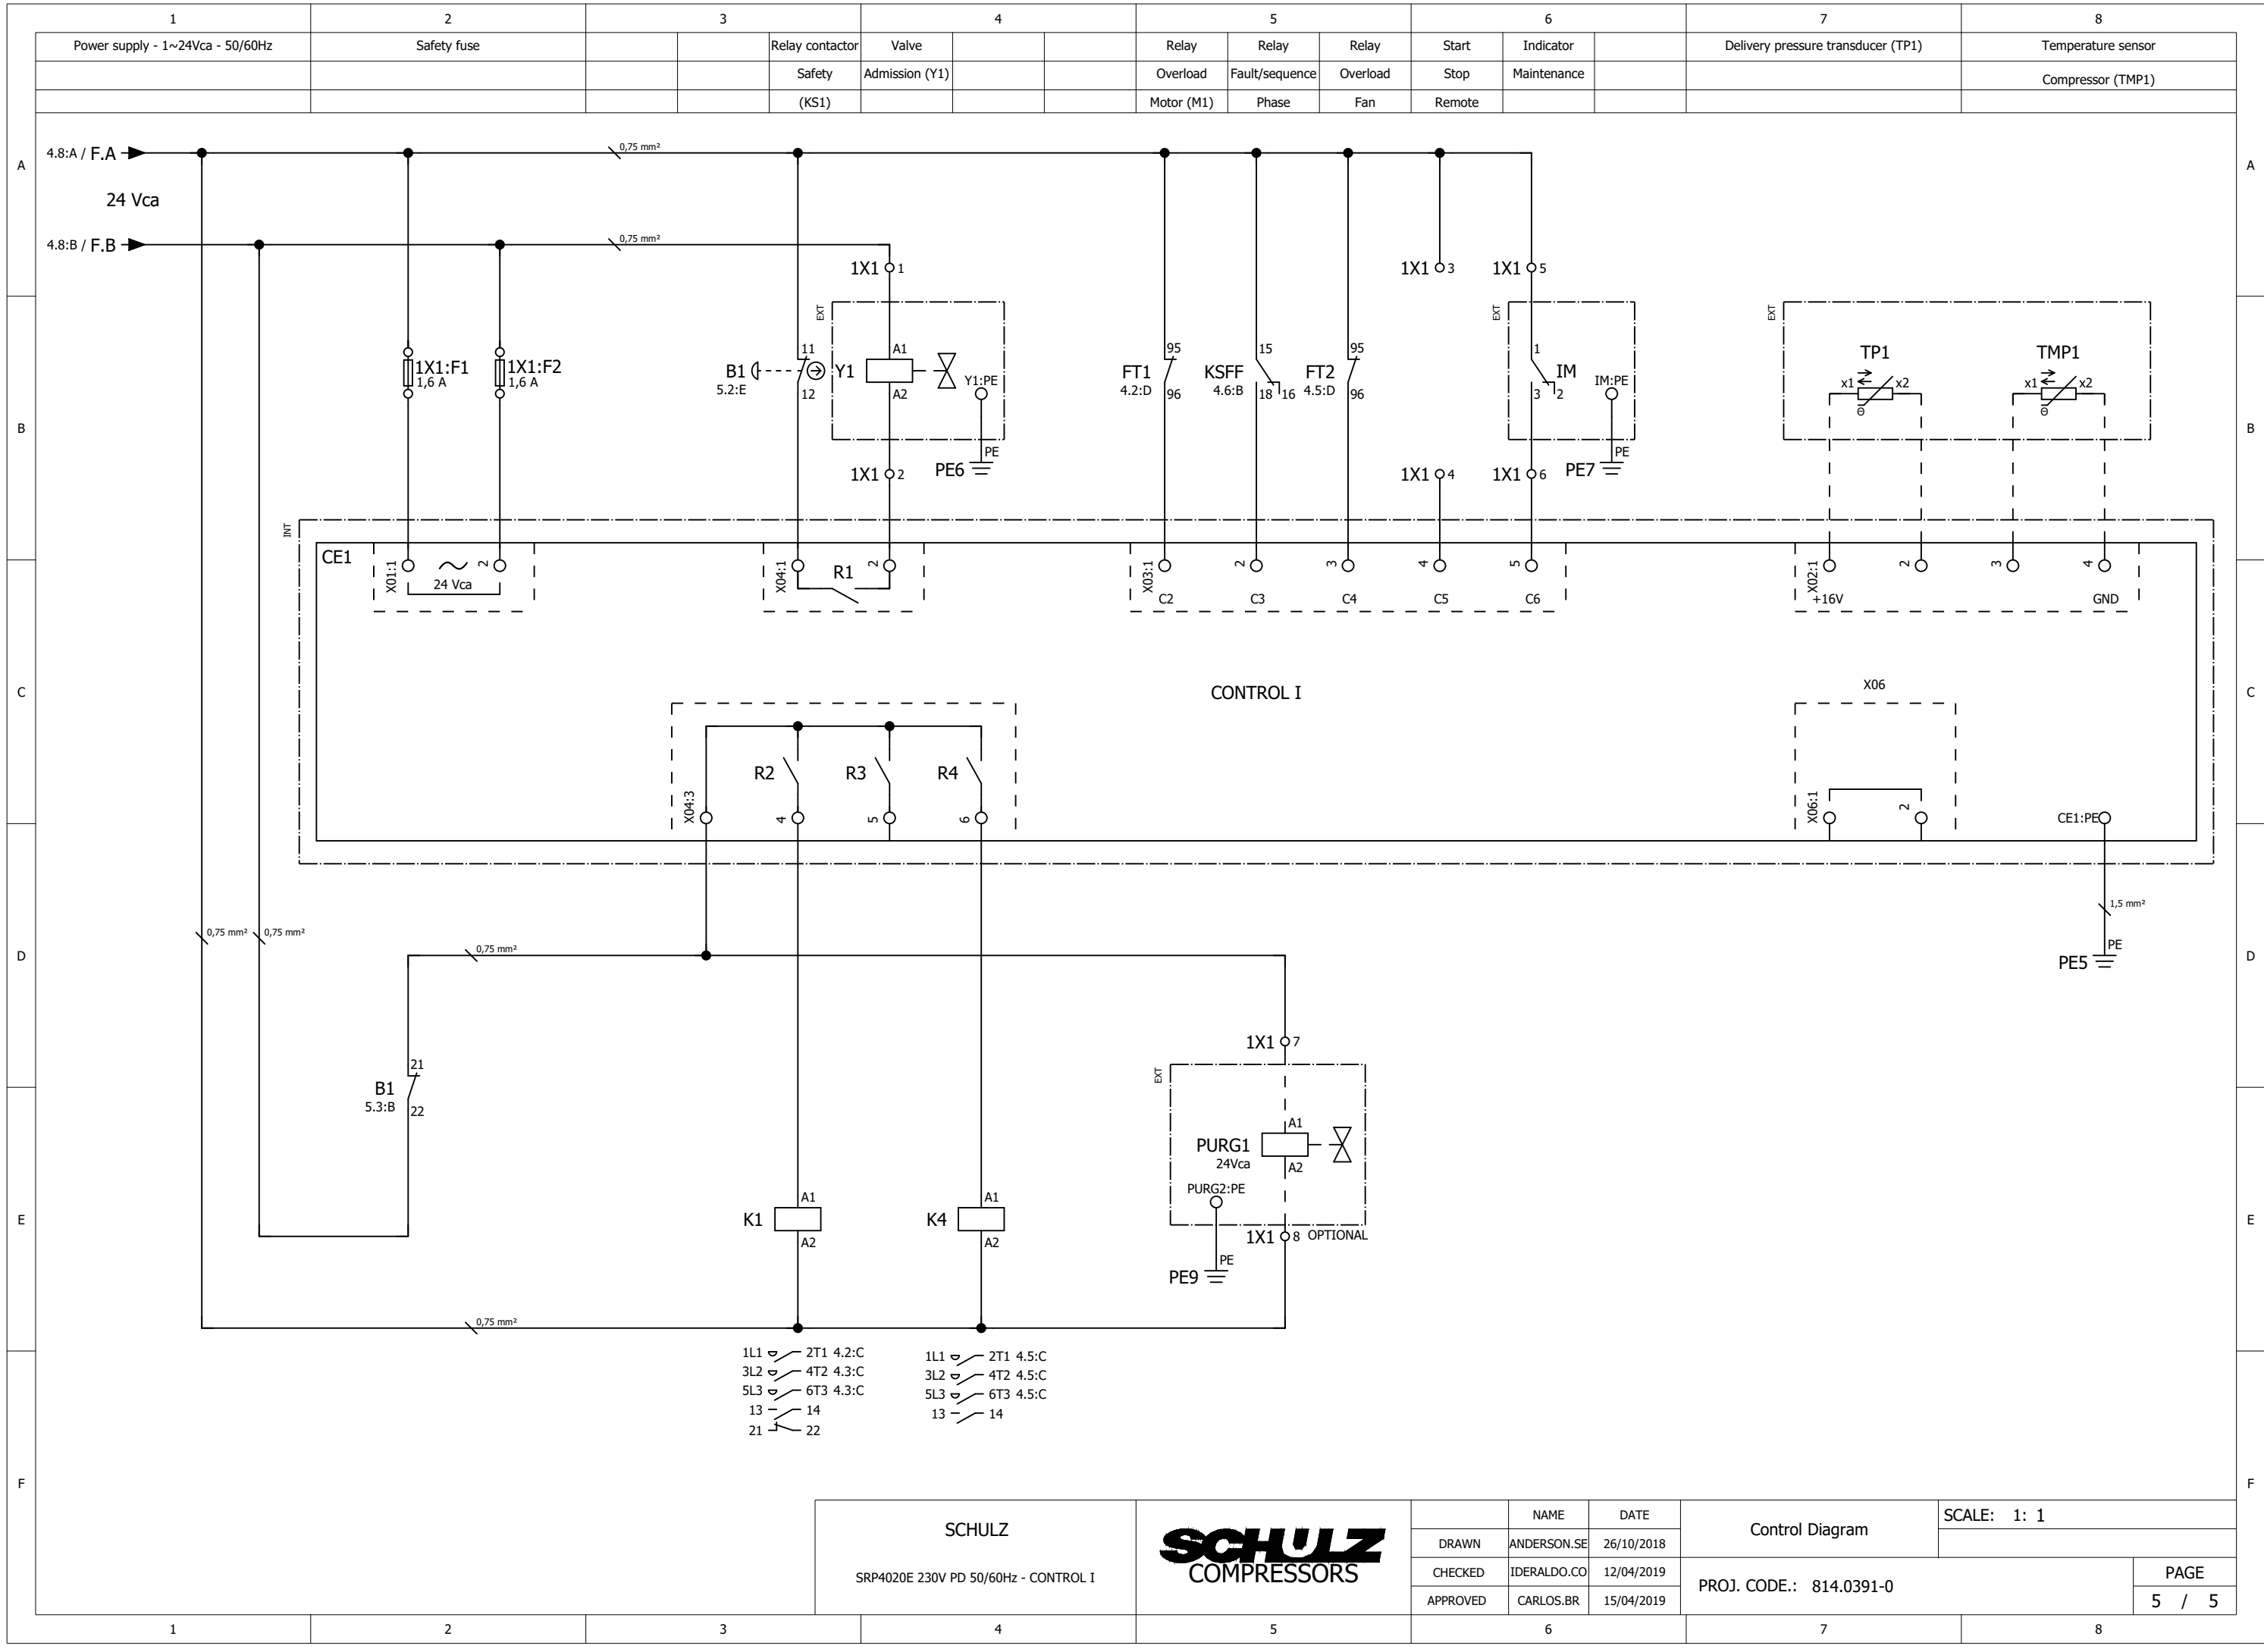 1 2 3 4 5 6 7 8
Power supply - 1~24Vca - 50/60Hz
Safety fuse
Relay contactor
Safety
(KS1)
Valve
Admission (Y1)
Relay
Overload
Motor (M1)
Relay
Fault/sequence
Phase
Relay
Overload
Fan
Start
Stop
Remote
Indicator
Maintenance
Delivery pressure transducer (TP1)
Temperature sensor
Compressor (TMP1)
A
A
4.8:A / F.A
0,75 mm²
24 Vca
4.8:B / F.B
0,75 mm²
1X1 1
1X1 3
1X1 5
B
B
1X1:F1
1,6 A
1X1:F2
1,6 A
B1
5.2:E
11
12
EXT
Y1
A1
A2
Y1:PE
PE
PE6
1X1 2
FT1
4.2:D
95
96
KSFF
4.6:B
15
18 16
FT2
4.5:D
95
96
1X1 4
EXT
1
IM
3 2
IM:PE
PE
PE7
1X1 6
EXT
TP1
x1 x2
Θ
TMP1
x1 x2
Θ
INT
CE1
X01:1
2
24 Vca
X04:1
R1
2
X03:1
2
3
4
5
C2
C3
C4
C5
C6
X02:1
2
3
4
+16V
GND
C
C
CONTROL I
X06
R2
R3
R4
X04:3
4
5
6
X06:1
2
CE1:PE
1,5 mm²
PE
PE5
D
D
0,75 mm²
0,75 mm²
0,75 mm²
B1
5.3:B
21
22
1X1 7
EXT
PURG1
24Vca
A1
A2
PURG2:PE
1X1 8 OPTIONAL
PE
PE9
E
E
K1
A1
A2
K4
A1
A2
0,75 mm²
1L1 2T1 4.2:C
3L2 4T2 4.3:C
5L3 6T3 4.3:C
13 14
21 22
1L1 2T1 4.5:C
3L2 4T2 4.5:C
5L3 6T3 4.5:C
13 14
F
F
SCHULZ
SRP4020E 230V PD 50/60Hz - CONTROL I
SCHULZ
COMPRESSORS
NAME DATE
DRAWN ANDERSON.SE 26/10/2018
CHECKED IDERALDO.CO 12/04/2019
APPROVED CARLOS.BR 15/04/2019
Control Diagram
PROJ. CODE.: 814.0391-0
SCALE: 1: 1
PAGE
5 / 5
1 2 3 4 5 6 7 8